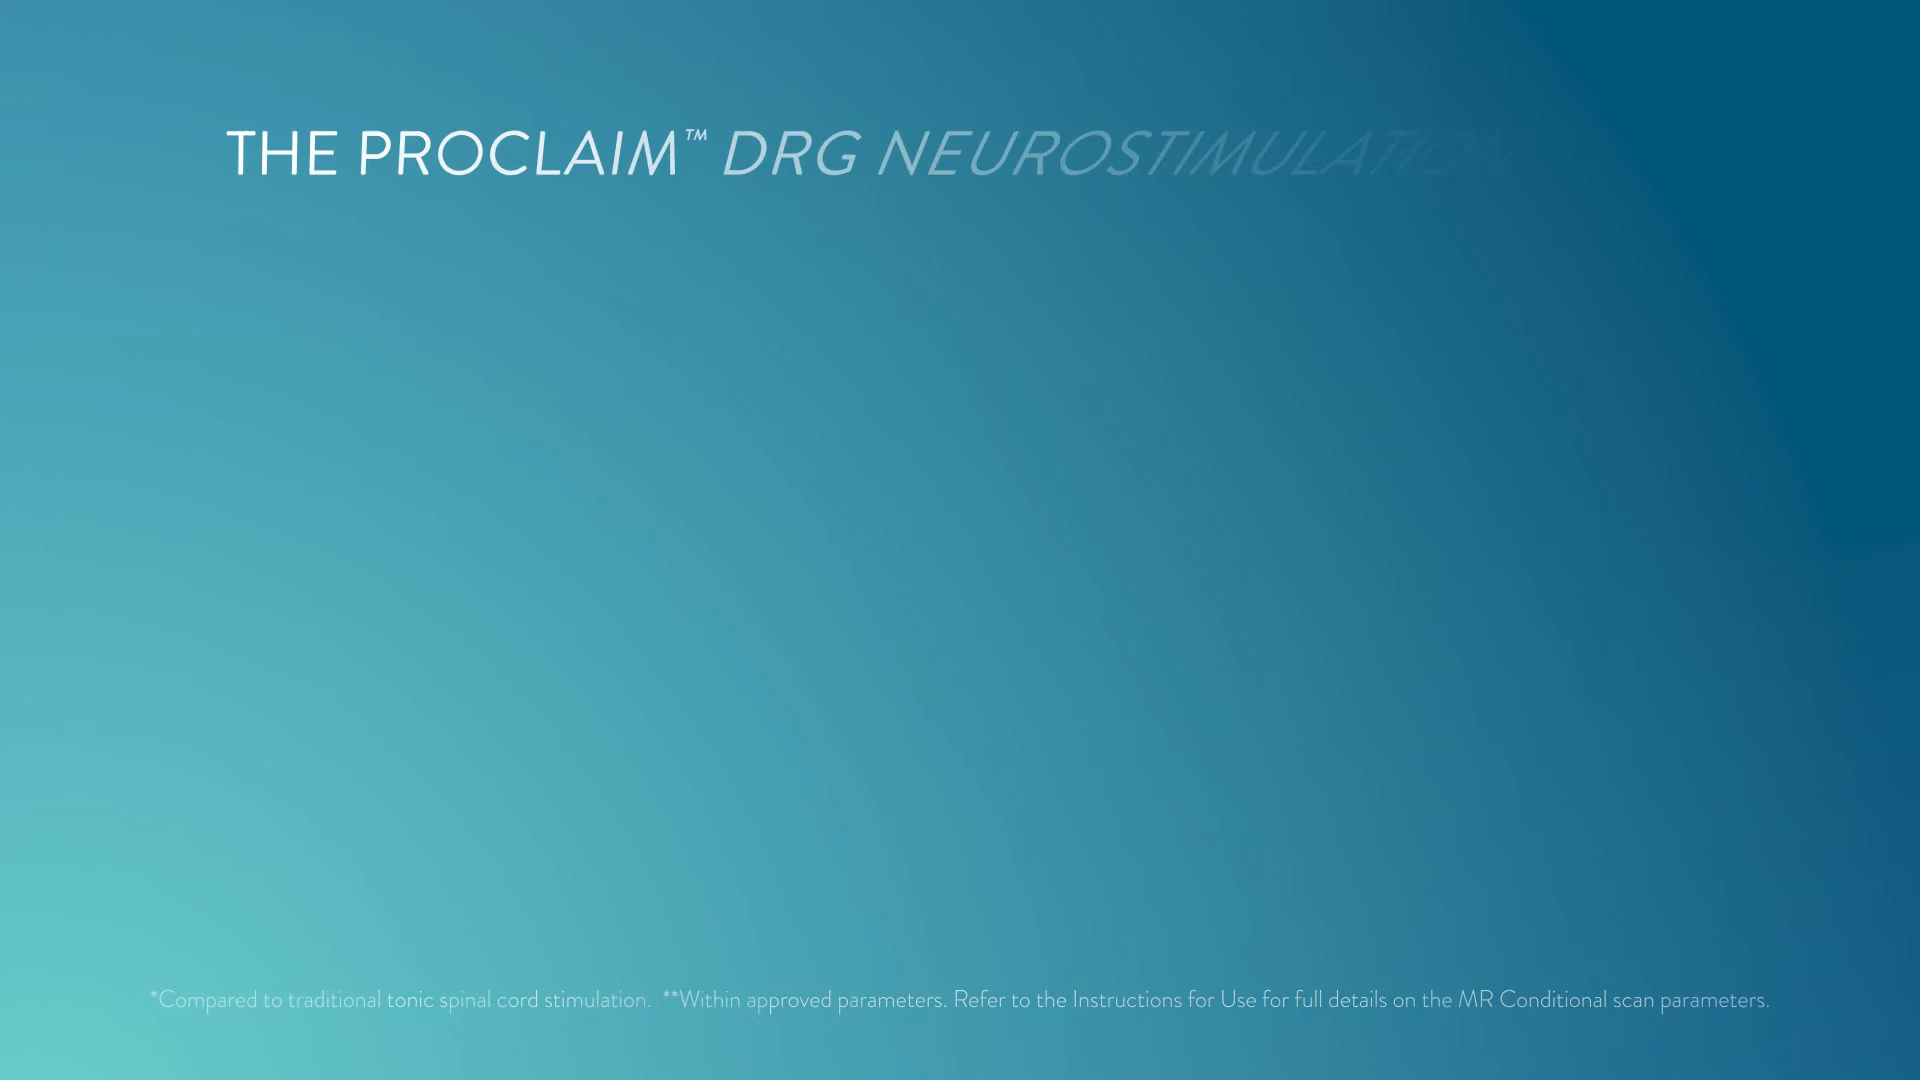 THE PROCLAIM™ DRG NEUROSTIMULATION
*Compared to traditional tonic spinal cord stimulation. **Within approved parameters. Refer to the Instructions for Use for full details on the MR Conditional scan parameters.